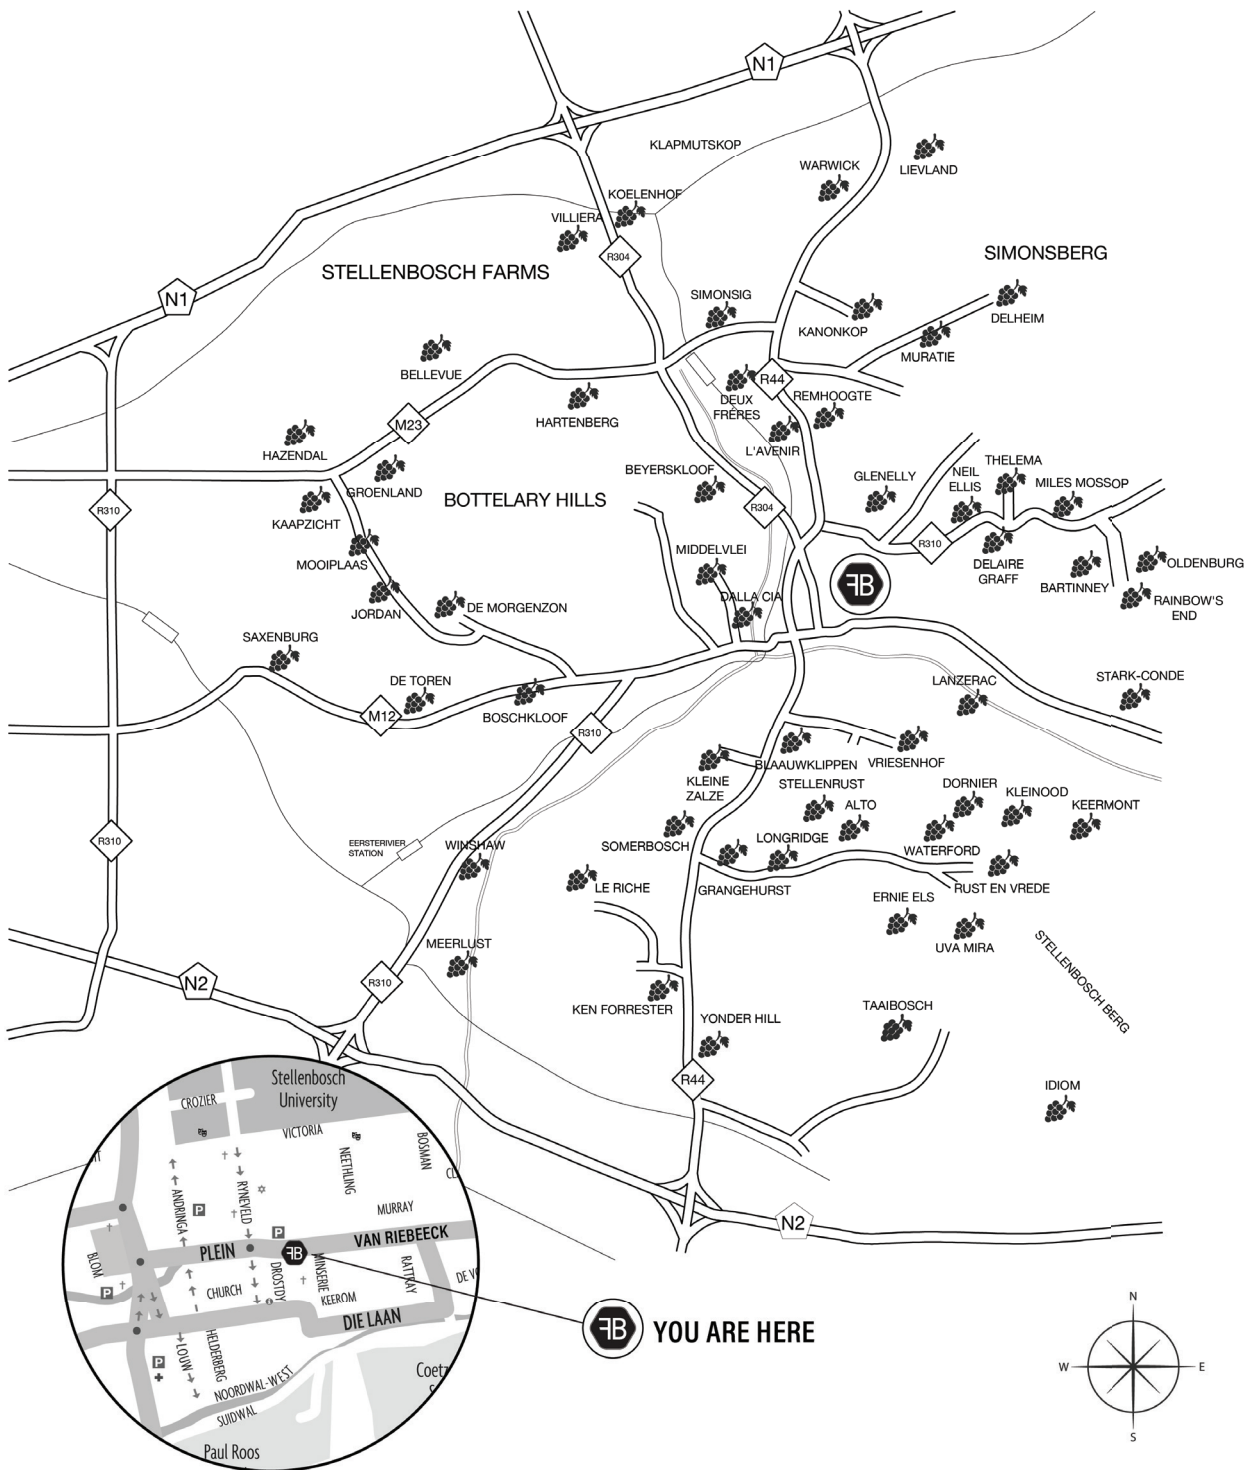 N1
KLAPMUTSKOP
WARWICK
LIEVLAND
KOELENHOF
VILLIERA
R304
SIMONSBERG
STELLENBOSCH FARMS
N1
SIMONSIG
DELHEIM
KANONKOP
MURATIE
BELLEVUE
R44
DEUX
FRÈRES
REMHOOGTE
HARTENBERG
M23
L'AVENIR
HAZENDAL
BEYERSKLOOF
GLENELLY
NEIL
ELLIS
THELEMA
MILES MOSSOP
GROENLAND
BOTTELARY HILLS
R310
KAAPZICHT
R304
R310
MOOIPLAAS
MIDDELVLEI
DELAIRE
GRAFF
OLDENBURG
BARTINNEY
FB
JORDAN
DE MORGENZON
DALLA CIA
RAINBOW'S
END
SAXENBURG
DE TOREN
LANZERAC
STARK-CONDE
M12
BOSCHKLOOF
R310
BLAAUWKLIPPEN
VRIESENHOF
KLEINE
ZALZE
STELLENRUST
DORNIER
KLEINOOD
ALTO
KEERMONT
R310
EERSTERIVIER
STATION
WINSHAW
SOMERBOSCH
LONGRIDGE
WATERFORD
LE RICHE
GRANGEHURST
RUST EN VREDE
ERNIE ELS
MEERLUST
UVA MIRA
STELLENBOSCH BERG
N2
R310
KEN FORRESTER
YONDER HILL
TAAIBOSCH
R44
IDIOM
N2
Stellenbosch
University
CROZIER
VICTORIA
BOSMAN
NEETHLING
ANDRINGA
RYNEVELD
P
MURRAY
P
VAN RIEBEECK
PLEIN
FB
BLOM
DROSTDY
MINSERIE
RATTRAY
P
CHURCH
KEEROM
DIE LAAN
FB
YOU ARE HERE
HELDERBERG
LOUW
P
NOORDWAL-WEST
SUIDWAL
Paul Roos
N
W
E
S